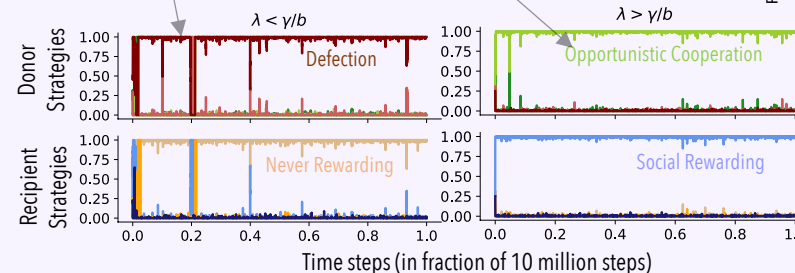 λ < γ/b
λ > γ/b
Donor
Strategies
1.00
0.75
0.50
0.25
0.00
Defection
1.00
0.75
0.50
0.25
0.00
Opportunistic Cooperation
Recipient
Strategies
1.00
0.75
0.50
0.25
0.00
Never Rewarding
0.0 0.2 0.4 0.6 0.8 1.0
1.00
0.75
0.50
0.25
0.00
Social Rewarding
0.0 0.2 0.4 0.6 0.8
Time steps (in fraction of 10 million steps)